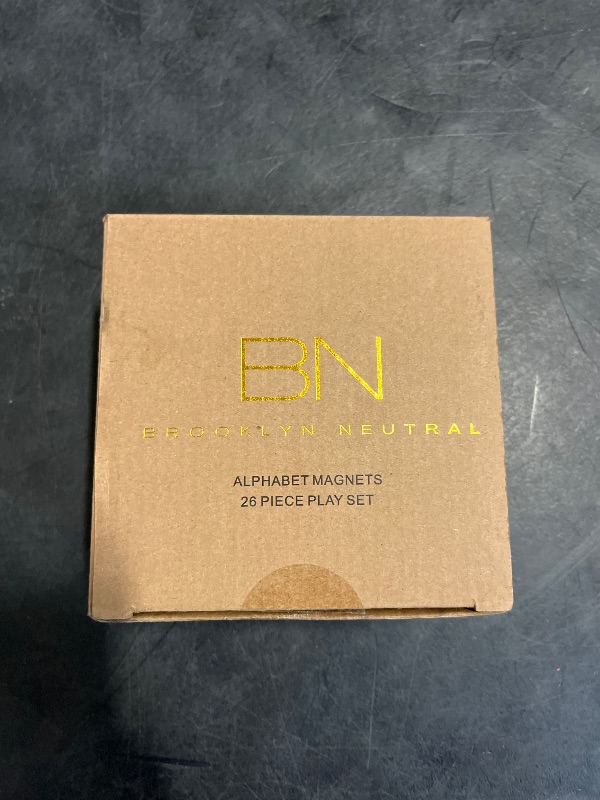 BN
BROOKLYN NEUTRAL
ALPHABET MAGNETS
26 PIECE PLAY SET